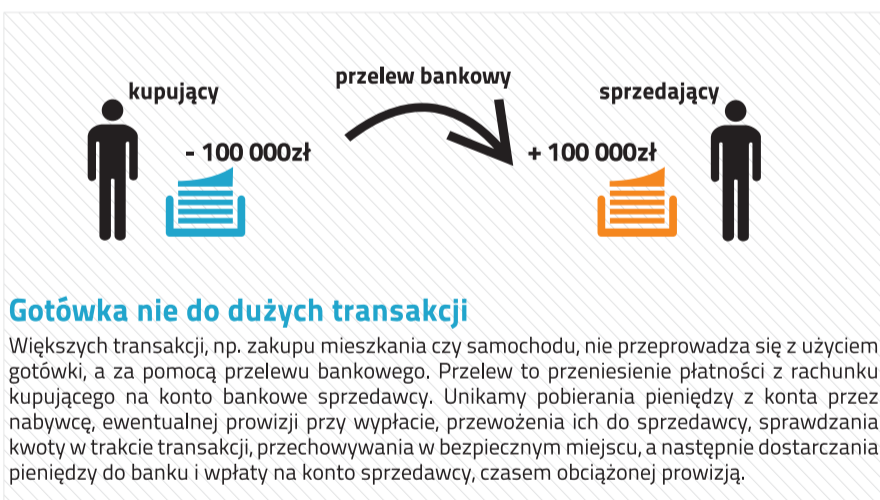 przelew bankowy
kupujący
sprzedający
- 100 000zł
+ 100 000zł
Gotówka nie do dużych transakcji
Większych transakcji, np. zakupu mieszkania czy samochodu, nie przeprowadza się z użyciem
gotówki, a za pomocą przelewu bankowego. Przelew to przeniesienie płatności z rachunku
kupującego na konto bankowe sprzedawcy. Unikamy pobierania pieniędzy z konta przez
nabywcę, ewentualnej prowizji przy wypłacie, przewożenia ich do sprzedawcy, sprawdzania
kwoty w trakcie transakcji, przechowywania w bezpiecznym miejscu, a następnie dostarczania
pieniędzy do banku i wpłaty na konto sprzedawcy, czasem obciążonej prowizją.